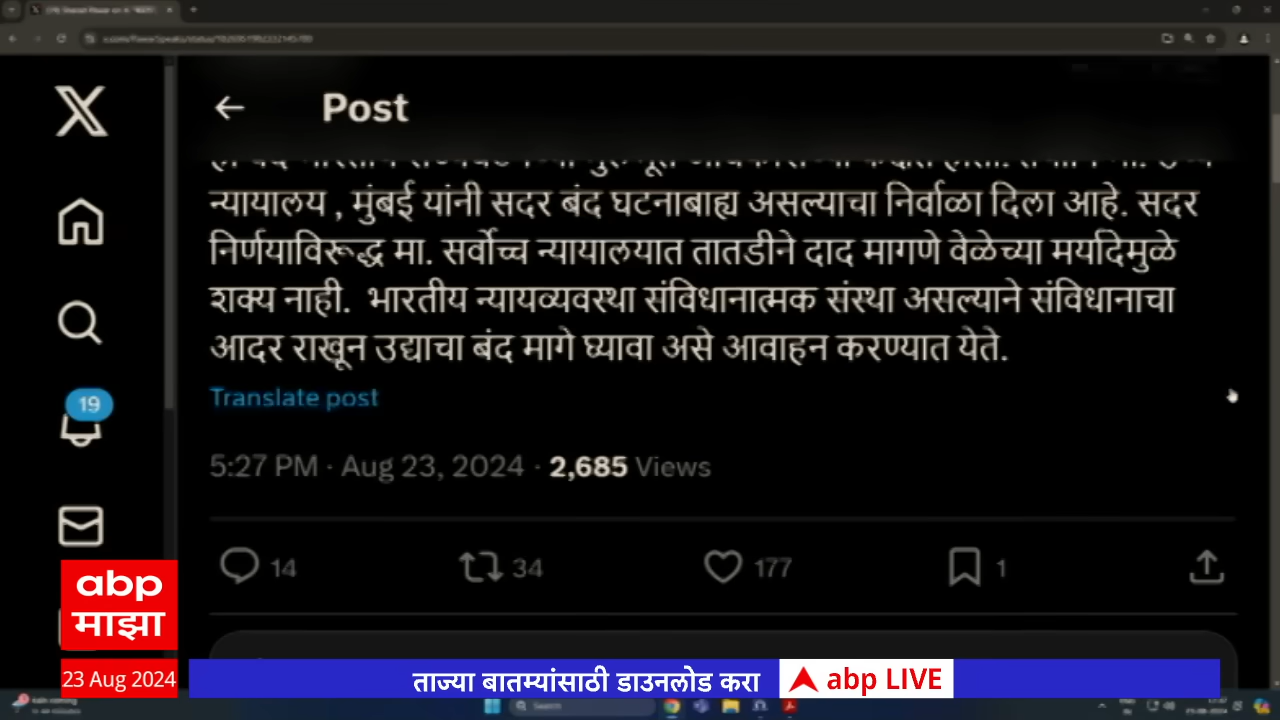 Post
न्यायालय , मुंबई यांनी सदर बंद घटनाबाह्य असल्याचा निर्वाळा दिला आहे. सदर
निर्णयाविरूद्ध मा. सर्वोच्च न्यायालयात तातडीने दाद मागणे वेळेच्या मर्यादेमुळे
शक्य नाही. भारतीय न्यायव्यवस्था संविधानात्मक संस्था असल्याने संविधानाचा
आदर राखून उद्याचा बंद मागे घ्यावा असे आवाहन करण्यात येते.
Translate post
19
5:27 PM · Aug 23, 2024 · 2,685 Views
14 34 177 1
abp
माझा
23 Aug 2024
ताज्या बातम्यांसाठी डाउनलोड करा abp LIVE
Search